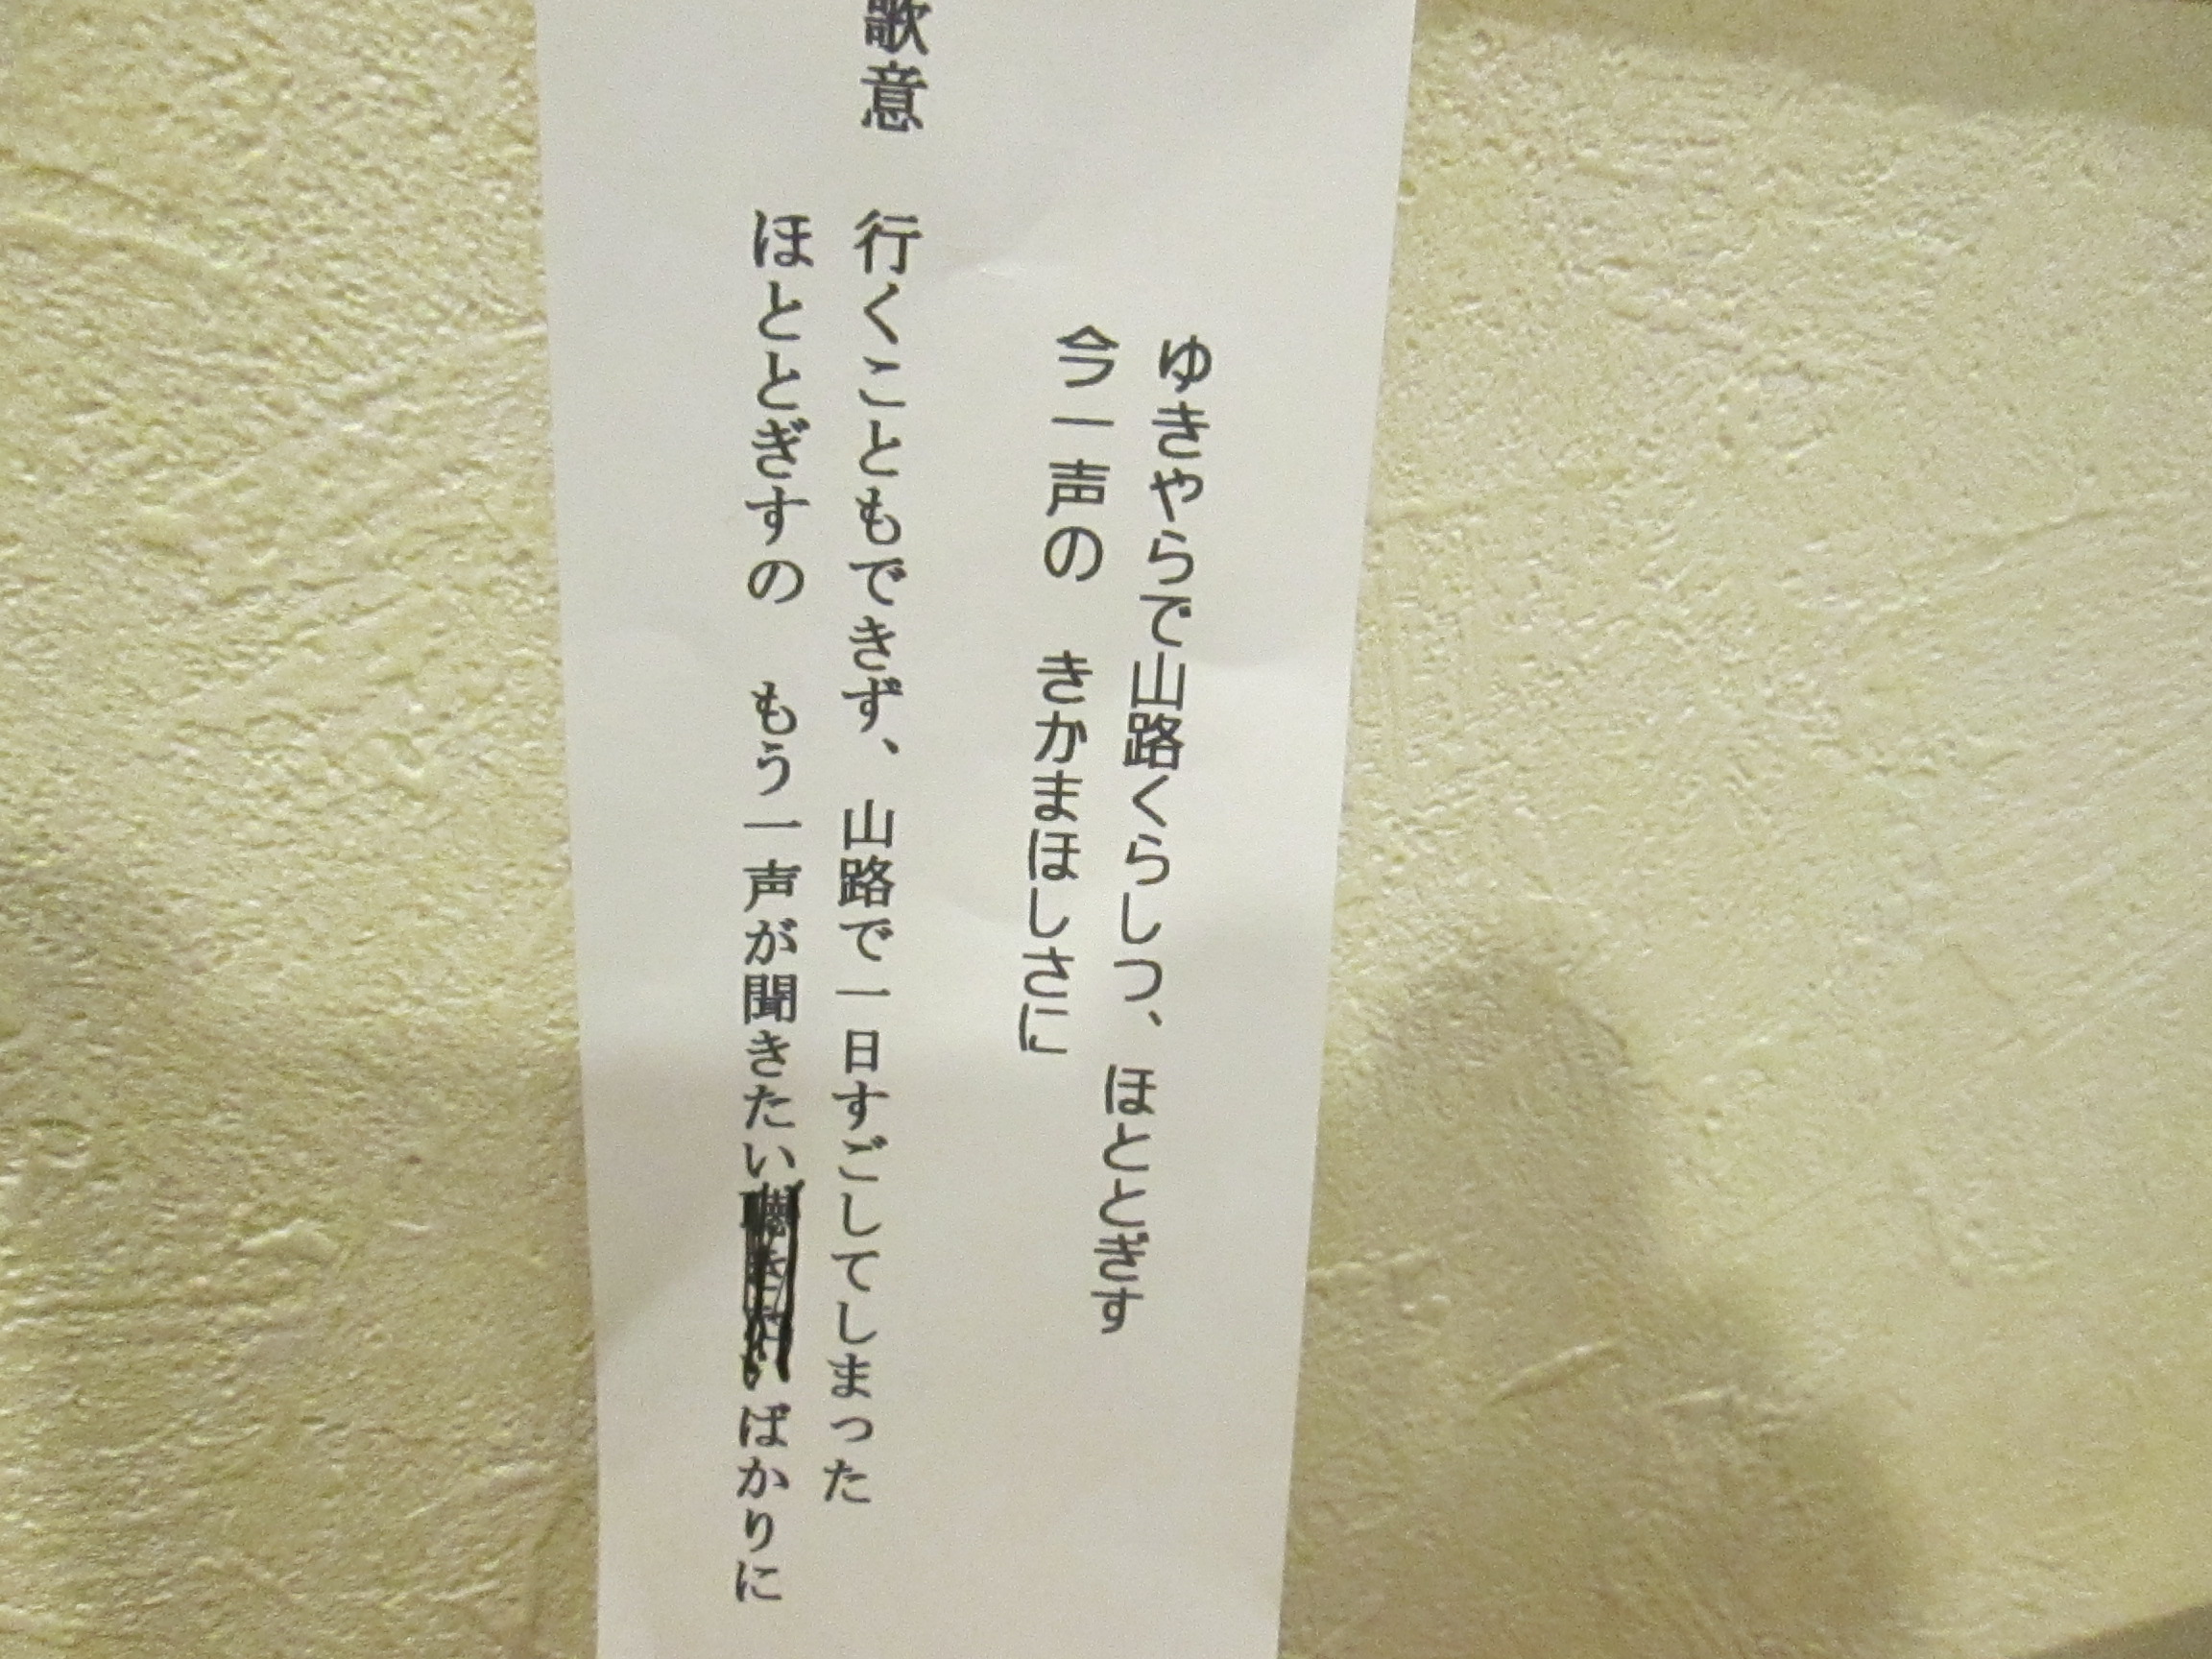 ゆきやらで山路くらしつ、ほととぎす
今一声の　きかまほしさに
歌意　行くこともできず、山路で一日すごしてしまった
ほととぎすの　もう一声が聞きたいばかりに